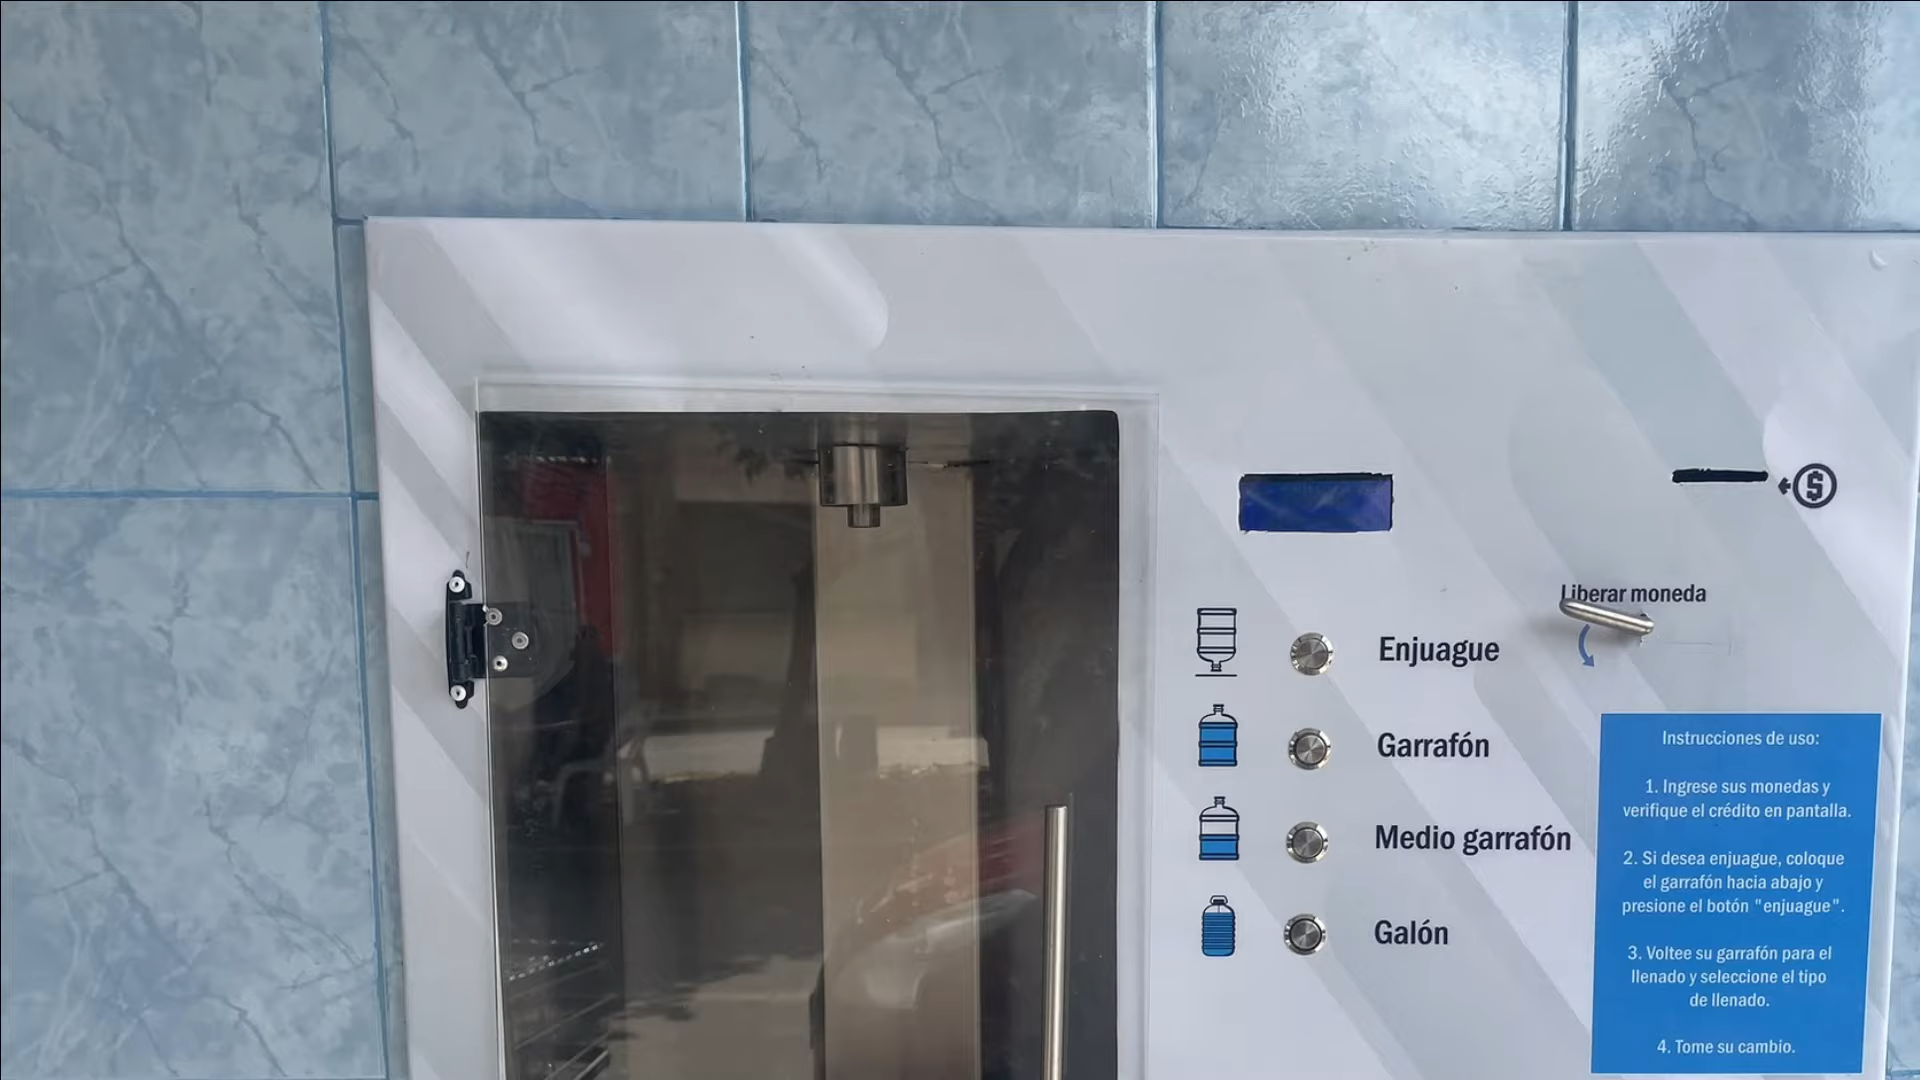 $
Liberar moneda
Enjuague
Garrafón
Medio garrafón
Galón
Instrucciones de uso:
1. Ingrese sus monedas y
verifique el crédito en pantalla.
2. Si desea enjuague, coloque
el garrafón hacia abajo y
presione el botón "enjuague".
3. Voltee su garrafón para el
llenado y seleccione el tipo
de llenado.
4. Tome su cambio.